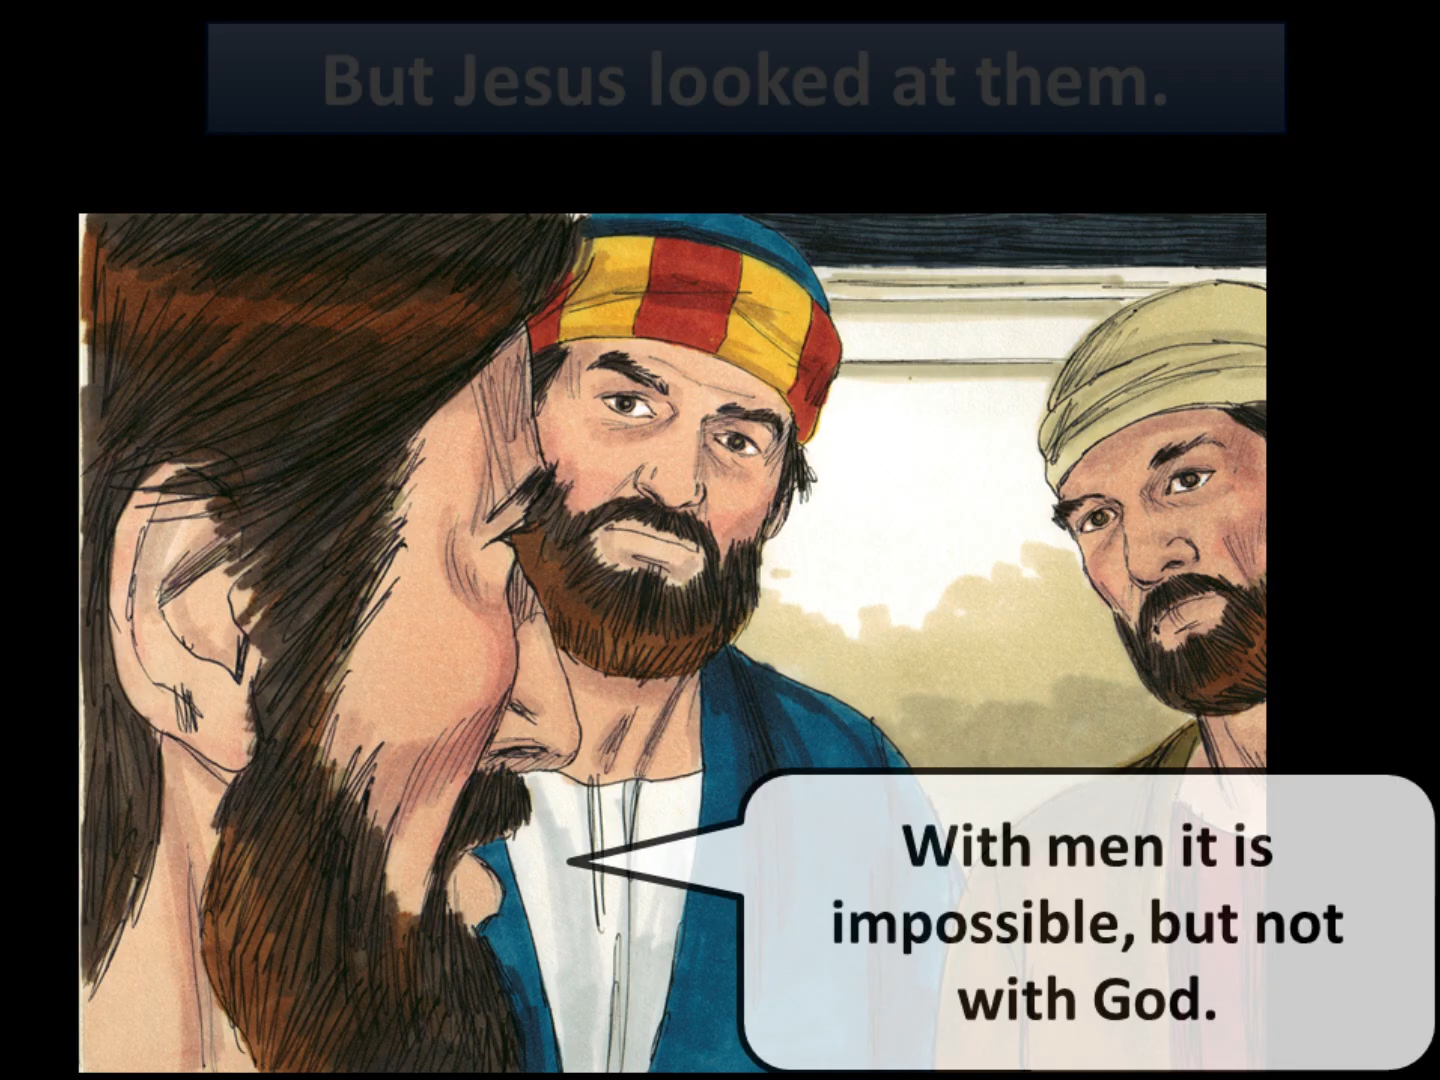 But Jesus looked at them.
With men it is
impossible, but not
with God.